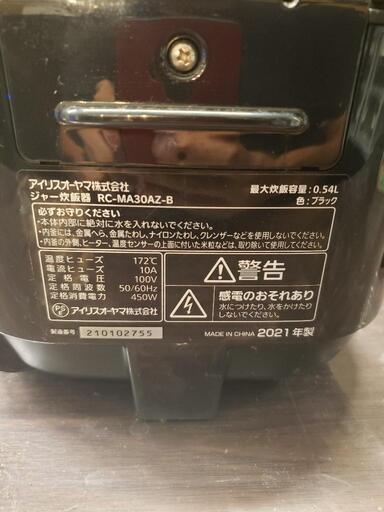 アイリスオーヤマ株式会社
ジャー炊飯器 RC-MA30AZ-B
最大炊飯容量:0.54L
色:ブラック
必ずお守りください
・本体内部に絶対に水を入れないでください。
・内釜には、金属へら、金属たわし、ナイロンたわし、クレンザーなどを使用しないでください。
・内釜の外側、ヒーター、温度センサーの上面に付いた米粒などは、取り除いて使用してください。
温度ヒューズ 172℃
電流ヒューズ 10A
定格電圧 100V
定格周波数 50/60Hz
定格消費電力 450W
PS E アイリスオーヤマ株式会社
製造番号 210102755
警告
感電のおそれあり
水につけたり、水をかけたり
しないでください。
MADE IN CHINA 2021年製